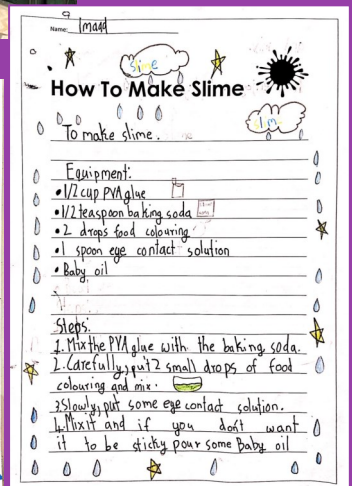 Name: Imaad
Slime
How To Make Slime
Slime
To make slime.
Equipment:
• 1/2 cup PVA glue
• 1/2 teaspoon baking soda
• 2 drops food colouring
• 1 spoon eye contact solution
• Baby oil
Steps:
1. Mix the PVA glue with the baking soda.
2. Carefully, put 2 small drops of food
colouring and mix.
3. Slowly, put some eye contact solution.
4. Mix it and if you don't want
it to be sticky pour some Baby oil